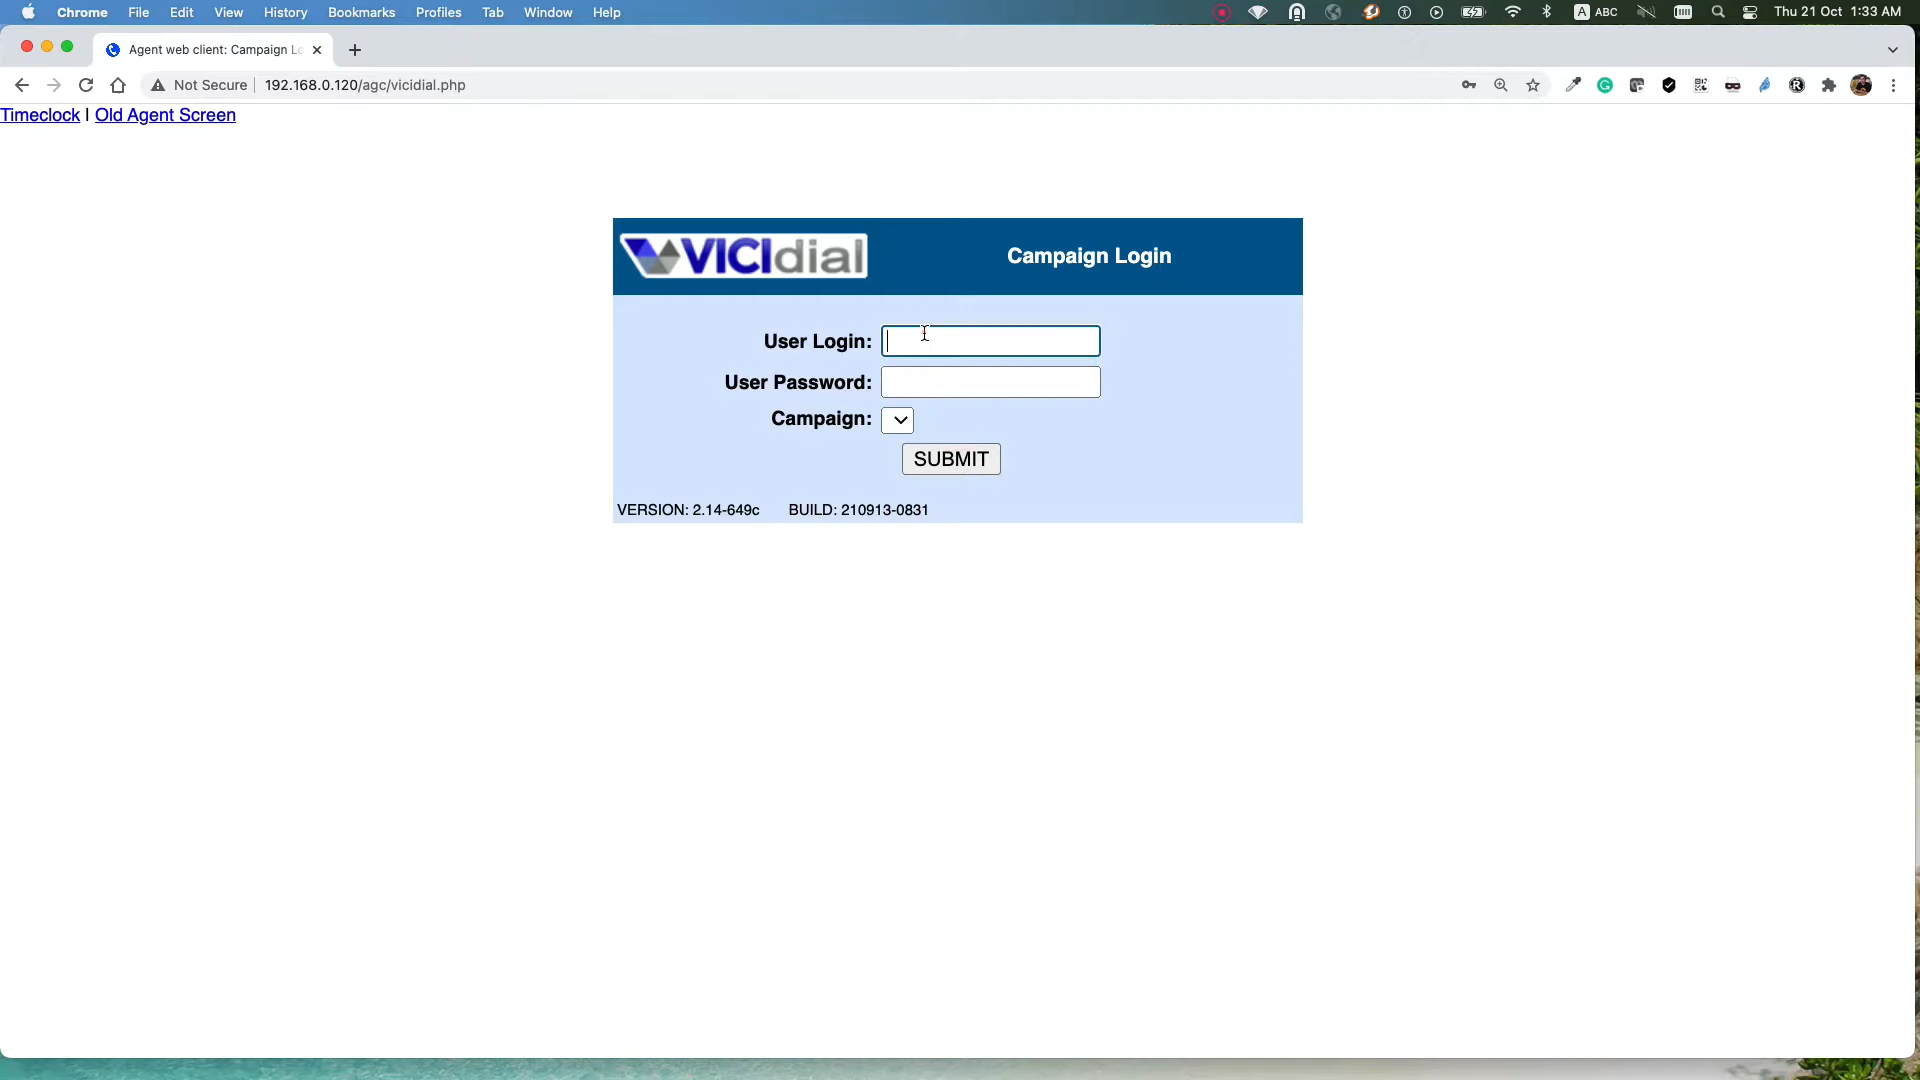 Chrome File Edit View History Bookmarks Profiles Tab Window Help A ABC Thu 21 Oct 1:33 AM
Agent web client: Campaign Lo
Not Secure 192.168.0.120/agc/vicidial.php
Timeclock | Old Agent Screen
VICIdial Campaign Login
User Login:
User Password:
Campaign:
SUBMIT
VERSION: 2.14-649c BUILD: 210913-0831